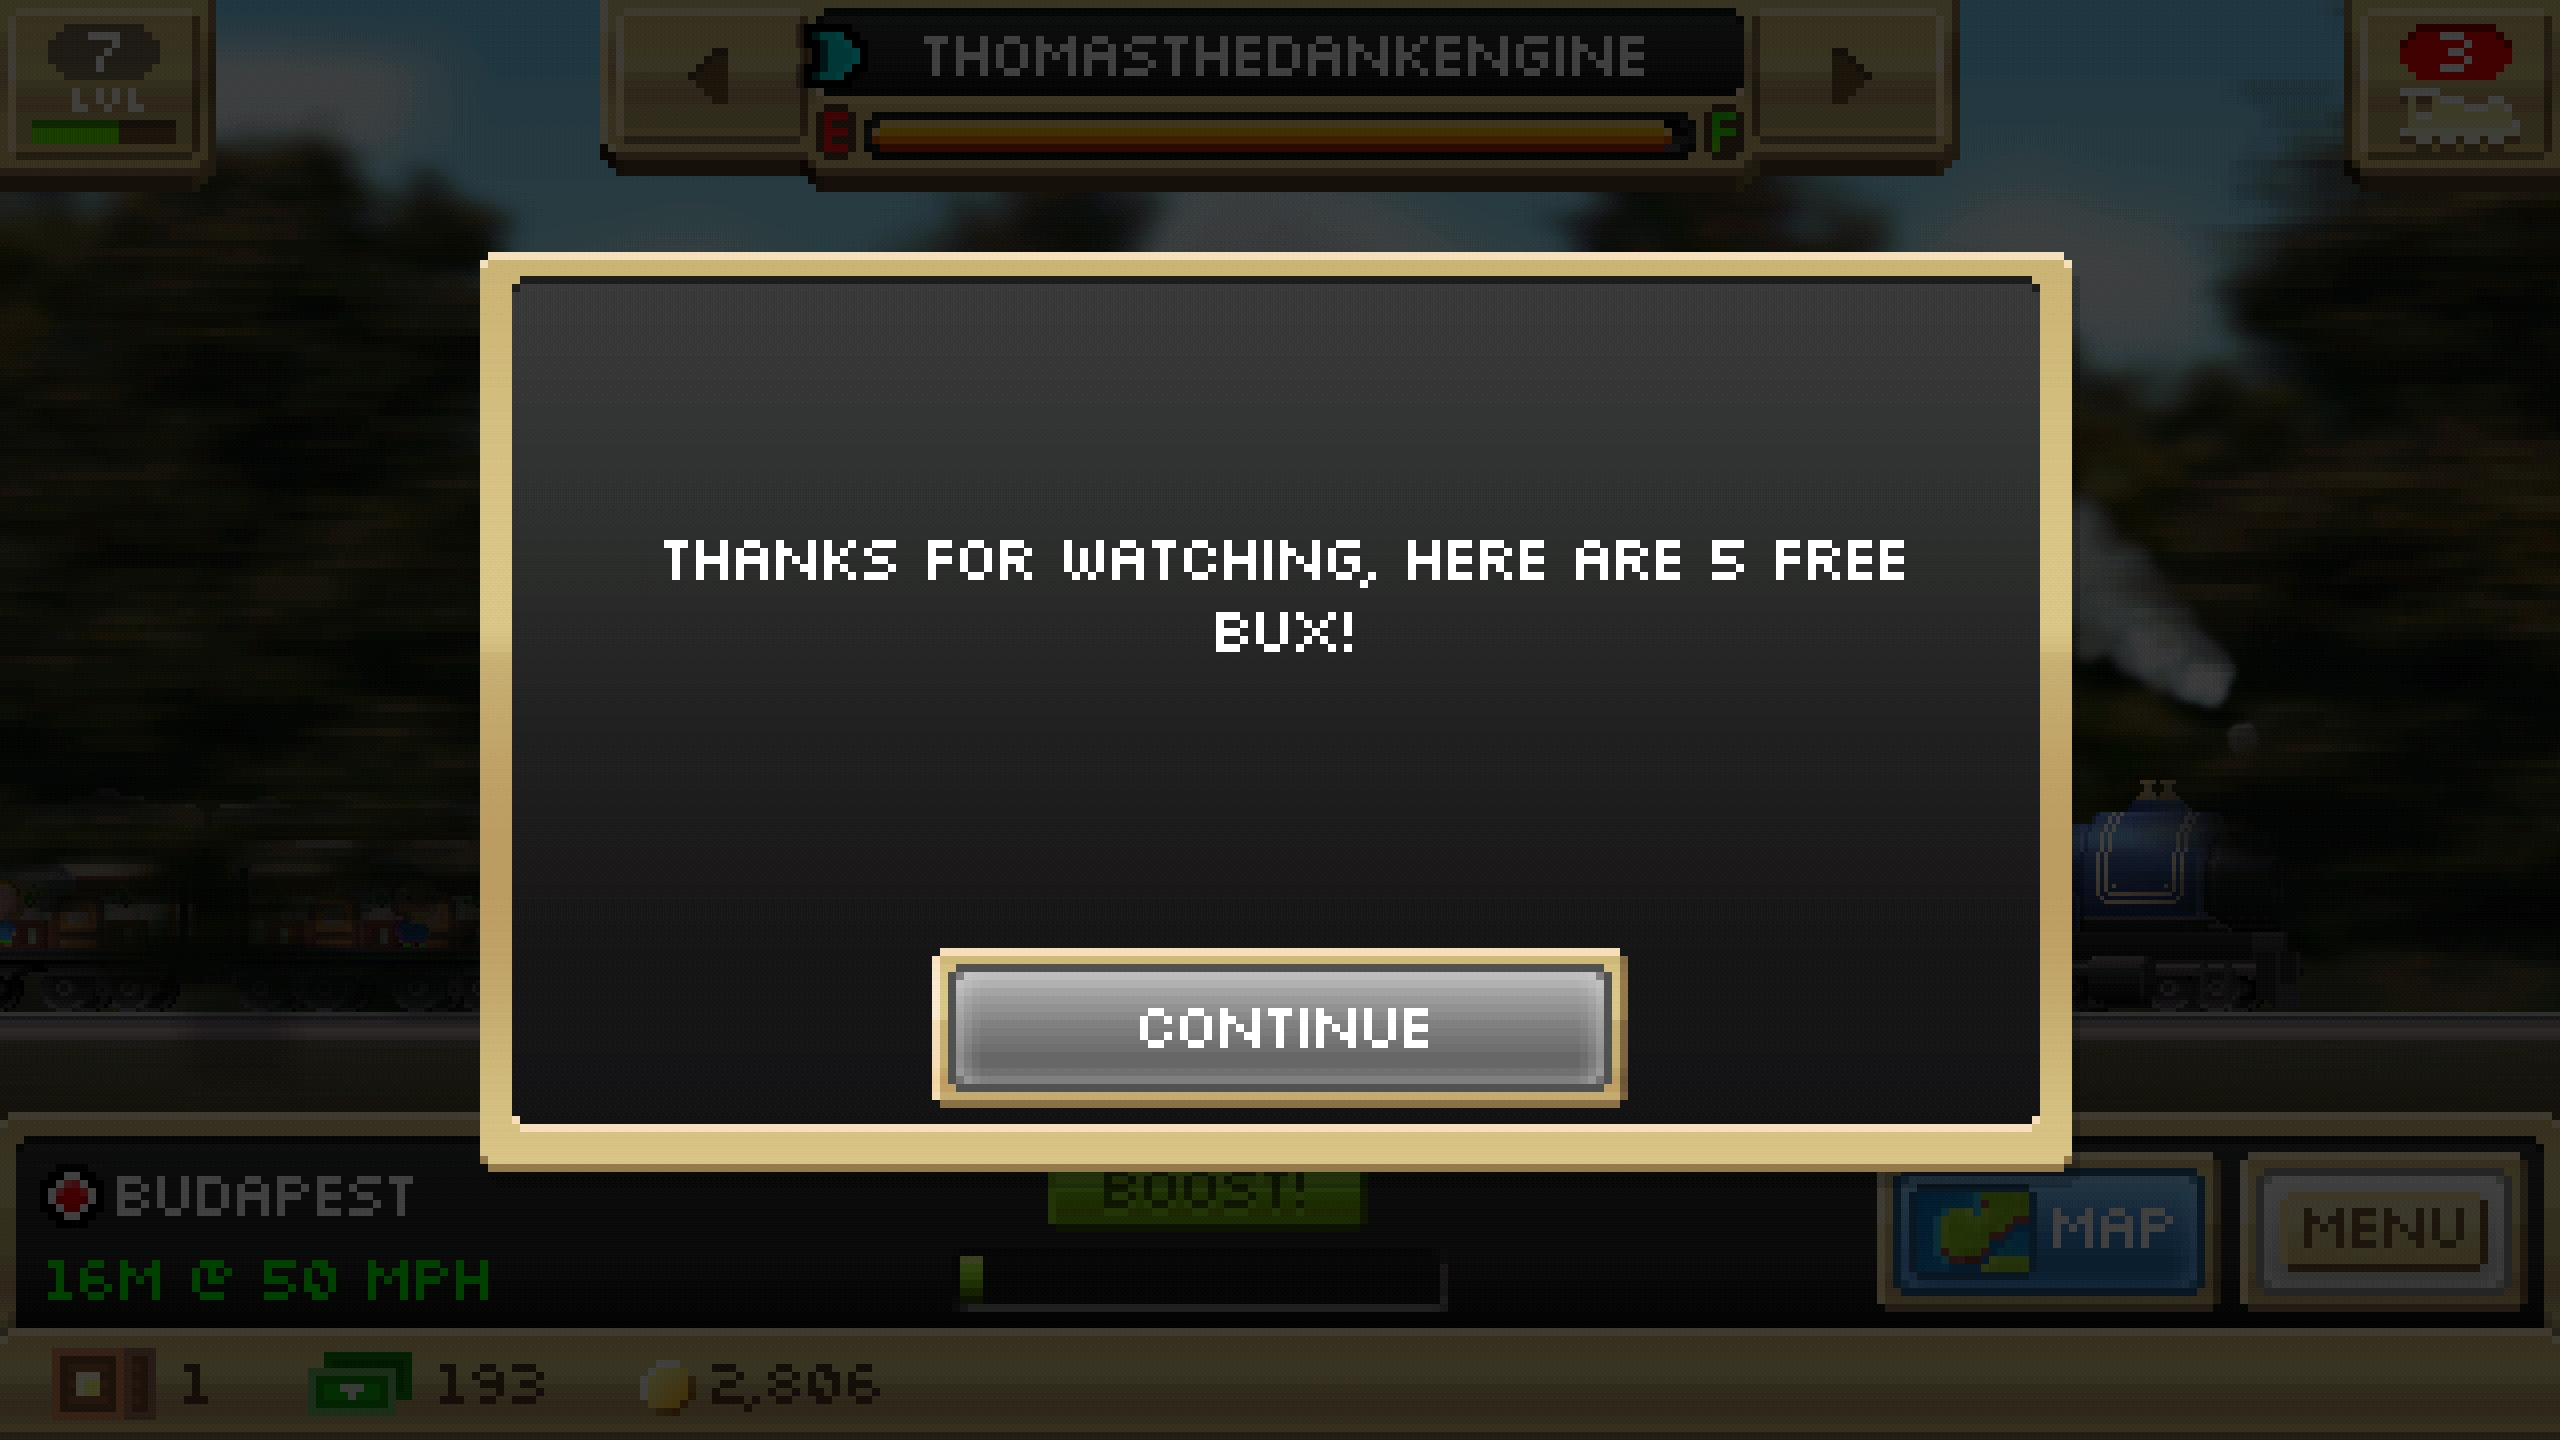 7
LVL
THOMASTHEDANKENGINE
E F
3
THANKS FOR WATCHING, HERE ARE 5 FREE
BUX!
CONTINUE
BOOST!
BUDAPEST
16M @ 50 MPH
MAP
MENU
1 193 2,806